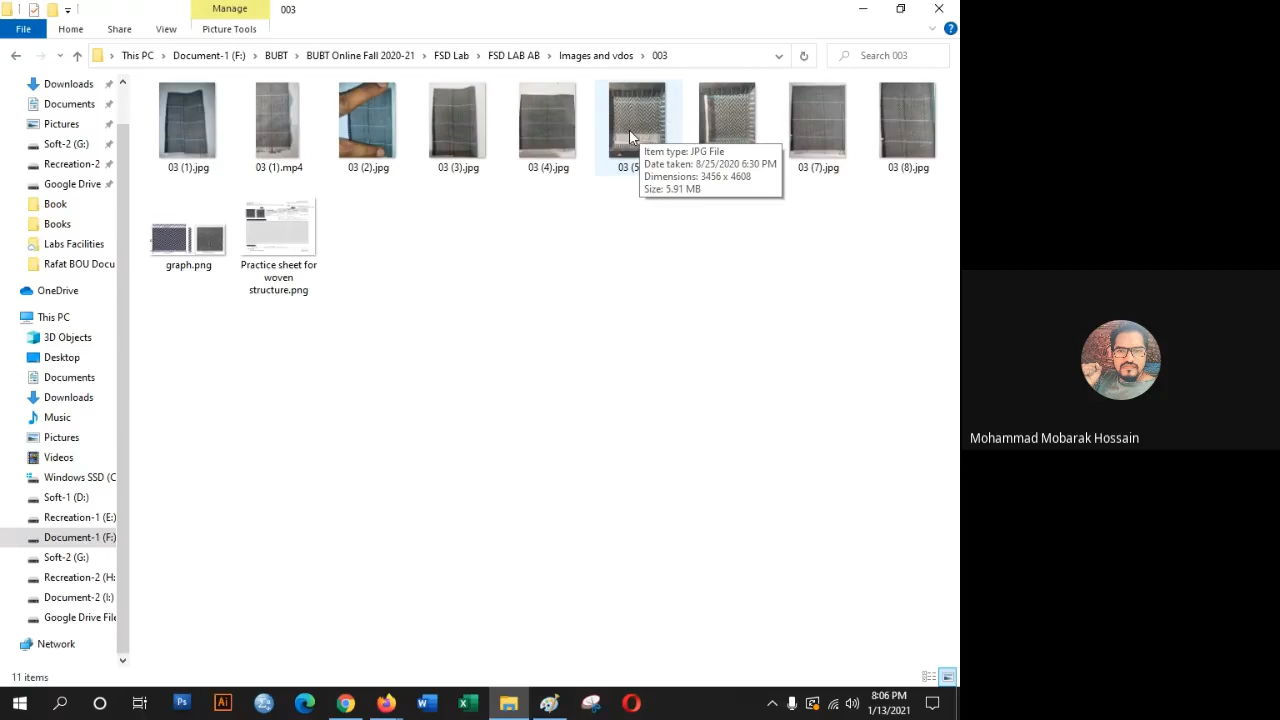 Manage
003
File
Home
Share
View
Picture Tools
This PC
Document-1 (F:)
BUBT
BUBT Online Fall 2020-21
FSD Lab
FSD LAB AB
Images and vdos
003
Search 003
Downloads
Documents
Pictures
Soft-2 (G:)
Recreation-2
Google Drive
Book
Books
Labs Facilities
Rafat BOU Docu
OneDrive
This PC
3D Objects
Desktop
Documents
Downloads
Music
Pictures
Videos
Windows SSD (C
Soft-1 (D:)
Recreation-1 (E:)
Document-1 (F:)
Soft-2 (G:)
Recreation-2 (H:
Document-2 (I:)
Google Drive File
Network
03 (1).jpg
03 (1).mp4
03 (2).jpg
03 (3).jpg
03 (4).jpg
03 (5
03 (7).jpg
03 (8).jpg
Item type: JPG File
Date taken: 8/25/2020 6:30 PM
Dimensions: 3456 x 4608
Size: 5.91 MB
graph.png
Practice sheet for
woven
structure.png
Mohammad Mobarak Hossain
11 items
Ps
Ai
8:06 PM
1/13/2021